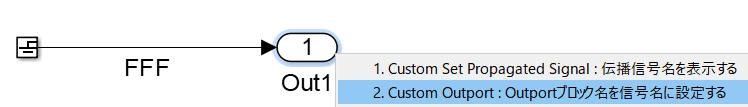 1
FFF
Out1
1. Custom Set Propagated Signal : 伝播信号名を表示する
2. Custom Outport : Outportブロック名を信号名に設定する